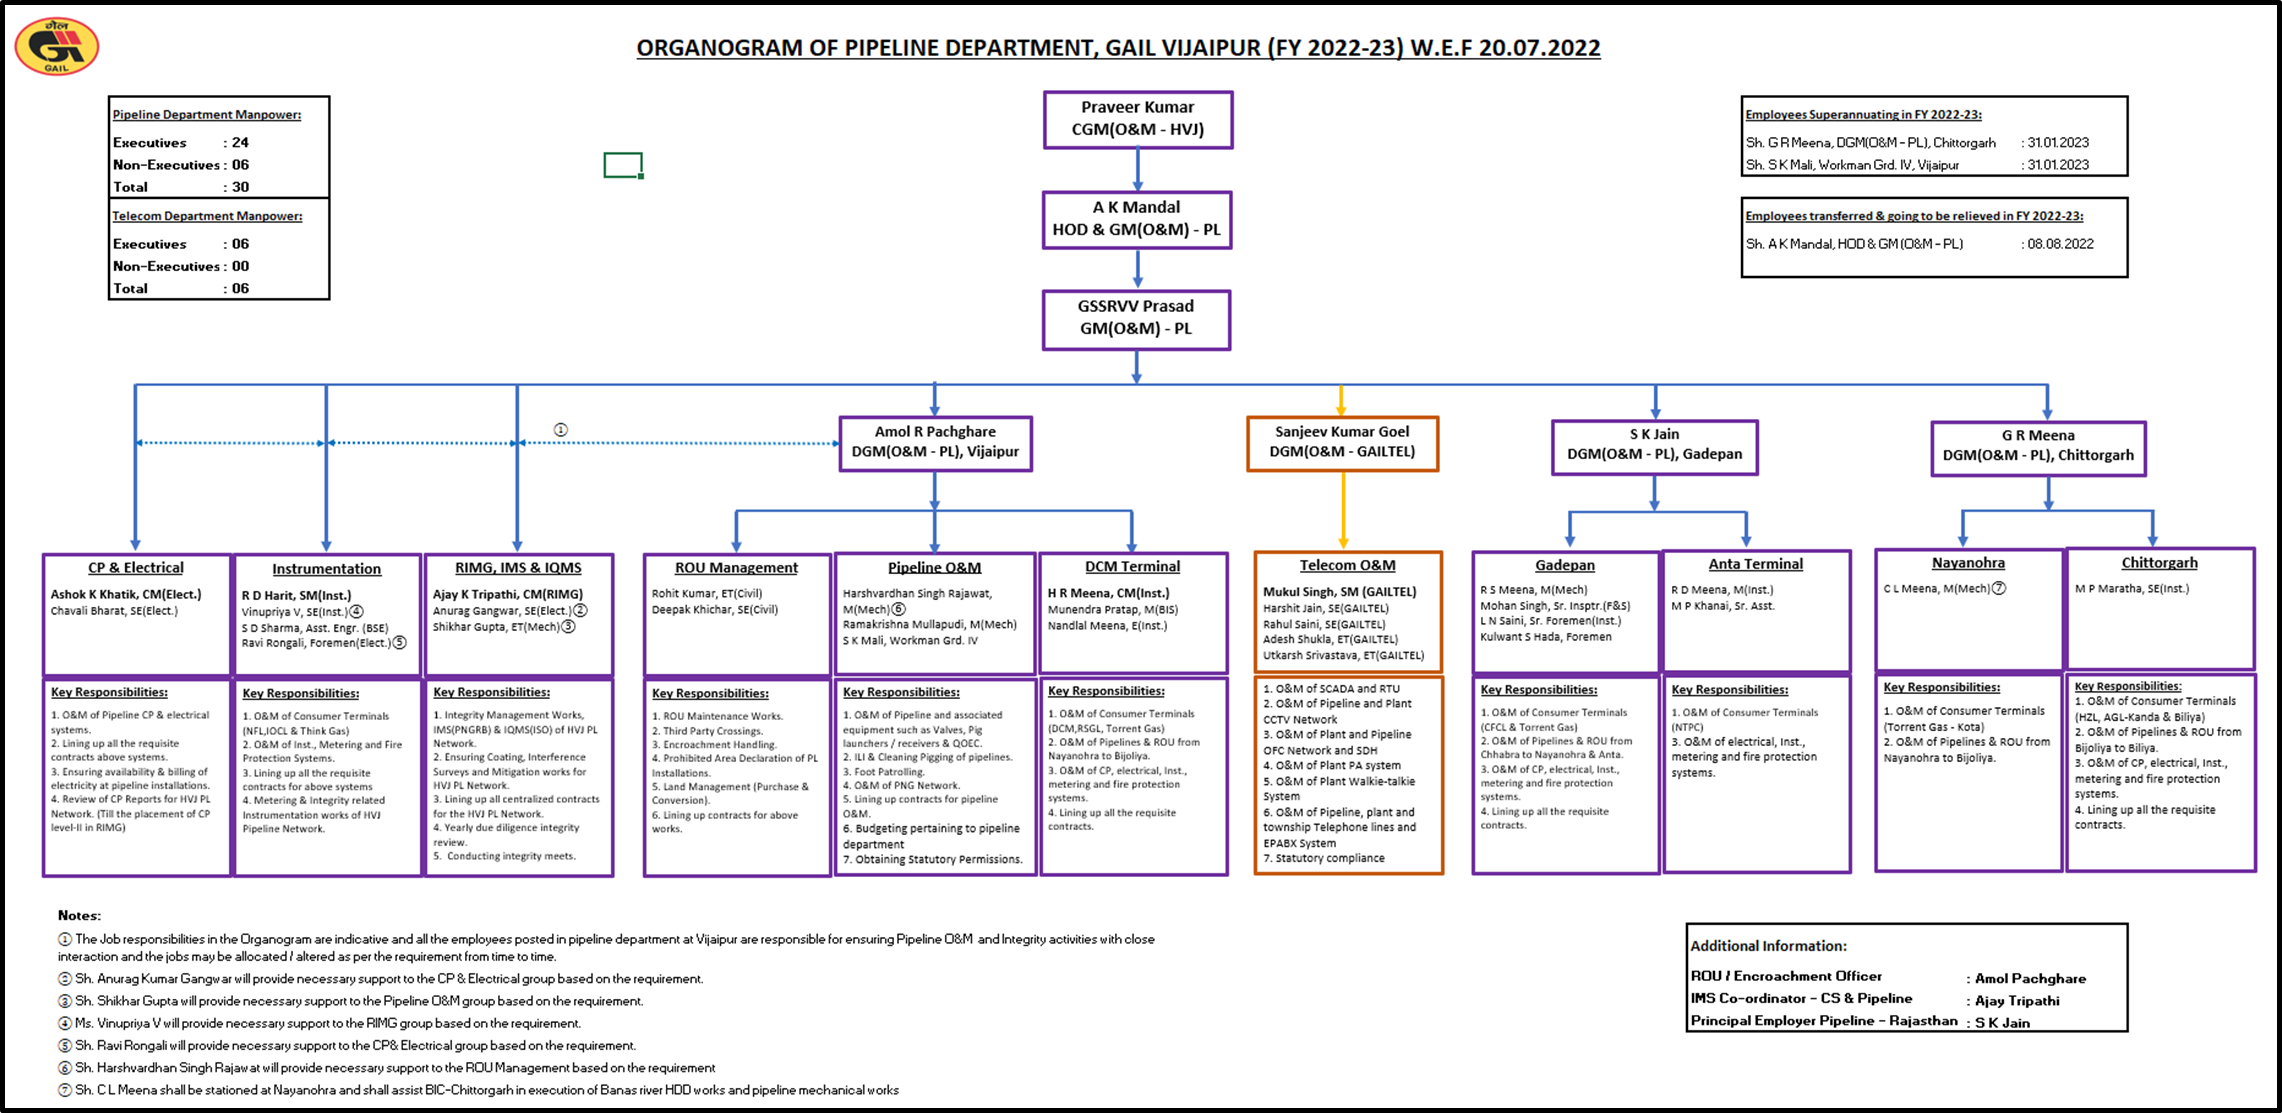 गेल
GAIL
ORGANOGRAM OF PIPELINE DEPARTMENT, GAIL VIJAIPUR (FY 2022-23) W.E.F 20.07.2022
Pipeline Department Manpower:
Executives : 24
Non-Executives : 06
Total : 30
Telecom Department Manpower:
Executives : 06
Non-Executives : 00
Total : 06
Praveer Kumar
CGM(O&M - HVJ)
A K Mandal
HOD & GM(O&M) - PL
GSSRVV Prasad
GM(O&M) - PL
Employees Superannuating in FY 2022-23:
Sh. G R Meena, DGM(O&M - PL), Chittorgarh : 31.01.2023
Sh. S K Mali, Workman Grd. IV, Vijaipur : 31.01.2023
Employees transferred & going to be relieved in FY 2022-23:
Sh. A K Mandal, HOD & GM (O&M - PL) : 08.08.2022
①
Amol R Pachghare
DGM(O&M - PL), Vijaipur
Sanjeev Kumar Goel
DGM(O&M - GAILTEL)
S K Jain
DGM(O&M - PL), Gadepan
G R Meena
DGM(O&M - PL), Chittorgarh
CP & Electrical
Ashok K Khatik, CM(Elect.)
Chavali Bharat, SE(Elect.)
Key Responsibilities:
1. O&M of Pipeline CP & electrical
systems.
2. Lining up all the requisite
contracts above systems.
3. Ensuring availability & billing of
electricity at pipeline installations.
4. Review of CP Reports for HVJ PL
Network. (Till the placement of CP
level-II in RIMG)
Instrumentation
R D Harit, SM(Inst.)
Vinupriya V, SE(Inst.)④
S D Sharma, Asst. Engr. (BSE)
Ravi Rongali, Foremen(Elect.)⑤
Key Responsibilities:
1. O&M of Consumer Terminals
(NFL,IOCL & Think Gas)
2. O&M of Inst., Metering and Fire
Protection Systems.
3. Lining up all the requisite
contracts for above systems
4. Metering & Integrity related
Instrumentation works of HVJ
Pipeline Network.
RIMG, IMS & IQMS
Ajay K Tripathi, CM(RIMG)
Anurag Gangwar, SE(Elect.)②
Shikhar Gupta, ET(Mech)③
Key Responsibilities:
1. Integrity Management Works,
IMS(PNGRB) & IQMS(ISO) of HVJ PL
Network.
2. Ensuring Coating, Interference
Surveys and Mitigation works for
HVJ PL Network.
3. Lining up all centralized contracts
for the HVJ PL Network.
4. Yearly due diligence integrity
review.
5. Conducting integrity meets.
ROU Management
Rohit Kumar, ET(Civil)
Deepak Khichar, SE(Civil)
Key Responsibilities:
1. ROU Maintenance Works.
2. Third Party Crossings.
3. Encroachment Handling.
4. Prohibited Area Declaration of PL
Installations.
5. Land Management (Purchase &
Conversion).
6. Lining up contracts for above
works.
Pipeline O&M
Harshvardhan Singh Rajawat,
M(Mech)⑥
Ramakrishna Mullapudi, M(Mech)
S K Mali, Workman Grd. IV
Key Responsibilities:
1. O&M of Pipeline and associated
equipment such as Valves, Pig
launchers / receivers & QOEC.
2. ILI & Cleaning Pigging of pipelines.
3. Foot Patrolling.
4. O&M of PNG Network.
5. Lining up contracts for pipeline
O&M.
6. Budgeting pertaining to pipeline
department
7. Obtaining Statutory Permissions.
DCM Terminal
H R Meena, CM(Inst.)
Munendra Pratap, M(BIS)
Nandlal Meena, E(Inst.)
Key Responsibilities:
1. O&M of Consumer Terminals
(DCM,RSGL, Torrent Gas)
2. O&M of Pipelines & ROU from
Nayanohra to Bijoliya.
3. O&M of CP, electrical, Inst.,
metering and fire protection
systems.
4. Lining up all the requisite
contracts.
Telecom O&M
Mukul Singh, SM (GAILTEL)
Harshit Jain, SE(GAILTEL)
Rahul Saini, SE(GAILTEL)
Adesh Shukla, ET(GAILTEL)
Utkarsh Srivastava, ET(GAILTEL)
1. O&M of SCADA and RTU
2. O&M of Pipeline and Plant
CCTV Network
3. O&M of Plant and Pipeline
OFC Network and SDH
4. O&M of Plant PA system
5. O&M of Plant Walkie-talkie
System
6. O&M of Pipeline, plant and
township Telephone lines and
EPABX System
7. Statutory compliance
Gadepan
R S Meena, M(Mech)
Mohan Singh, Sr. Insptr.(F&S)
L N Saini, Sr. Foremen(Inst.)
Kulwant S Hada, Foremen
Key Responsibilities:
1. O&M of Consumer Terminals
(CFCL & Torrent Gas)
2. O&M of Pipelines & ROU from
Chhabra to Nayanohra & Anta.
3. O&M of CP, electrical, Inst.,
metering and fire protection
systems.
4. Lining up all the requisite
contracts.
Anta Terminal
R D Meena, M(Inst.)
M P Khanai, Sr. Asst.
Key Responsibilities:
1. O&M of Consumer Terminals
(NTPC)
3. O&M of electrical, Inst.,
metering and fire protection
systems.
Nayanohra
C L Meena, M(Mech)⑦
Key Responsibilities:
1. O&M of Consumer Terminals
(Torrent Gas - Kota)
2. O&M of Pipelines & ROU from
Nayanohra to Bijoliya.
Chittorgarh
M P Maratha, SE(Inst.)
Key Responsibilities:
1. O&M of Consumer Terminals
(HZL, AGL-Kanda & Biliya)
2. O&M of Pipelines & ROU from
Bijoliya to Biliya.
3. O&M of CP, electrical, Inst.,
metering and fire protection
systems.
4. Lining up all the requisite
contracts.
Notes:
① The Job responsibilities in the Organogram are indicative and all the employees posted in pipeline department at Vijaipur are responsible for ensuring Pipeline O&M and Integrity activities with close
interaction and the jobs may be allocated / altered as per the requirement from time to time.
② Sh. Anurag Kumar Gangwar will provide necessary support to the CP & Electrical group based on the requirement.
③ Sh. Shikhar Gupta will provide necessary support to the Pipeline O&M group based on the requirement.
④ Ms. Vinupriya V will provide necessary support to the RIMG group based on the requirement.
⑤ Sh. Ravi Rongali will provide necessary support to the CP& Electrical group based on the requirement.
⑥ Sh. Harshvardhan Singh Rajawat will provide necessary support to the ROU Management based on the requirement
⑦ Sh. C L Meena shall be stationed at Nayanohra and shall assist BIC-Chittorgarh in execution of Banas river HDD works and pipeline mechanical works
Additional Information:
ROU / Encroachment Officer : Amol Pachghare
IMS Co-ordinator - CS & Pipeline : Ajay Tripathi
Principal Employer Pipeline - Rajasthan : S K Jain